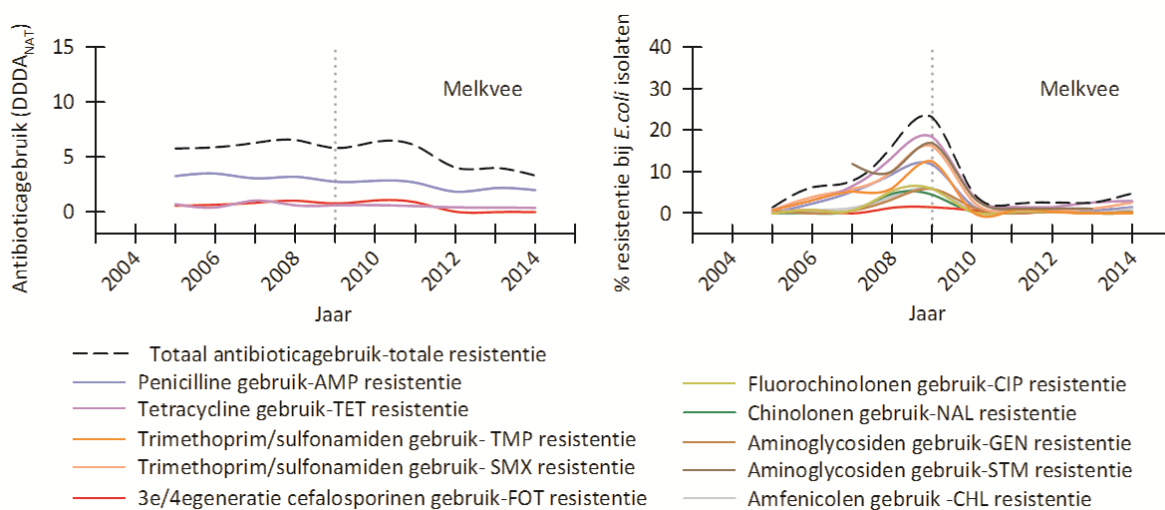 Antibioticagebruik (DDDA_NAT)
15
10
5
0
Melkvee
2004
2006
2008
2010
2012
2014
Jaar
% resistentie bij E.coli isolaten
40
30
20
10
0
Melkvee
2004
2006
2008
2010
2012
2014
Jaar
Totaal antibioticagebruik-totale resistentie
Penicilline gebruik-AMP resistentie
Tetracycline gebruik-TET resistentie
Trimethoprim/sulfonamiden gebruik- TMP resistentie
Trimethoprim/sulfonamiden gebruik- SMX resistentie
3e/4egeneratie cefalosporinen gebruik-FOT resistentie
Fluorochinolonen gebruik-CIP resistentie
Chinolonen gebruik-NAL resistentie
Aminoglycosiden gebruik-GEN resistentie
Aminoglycosiden gebruik-STM resistentie
Amfenicolen gebruik -CHL resistentie